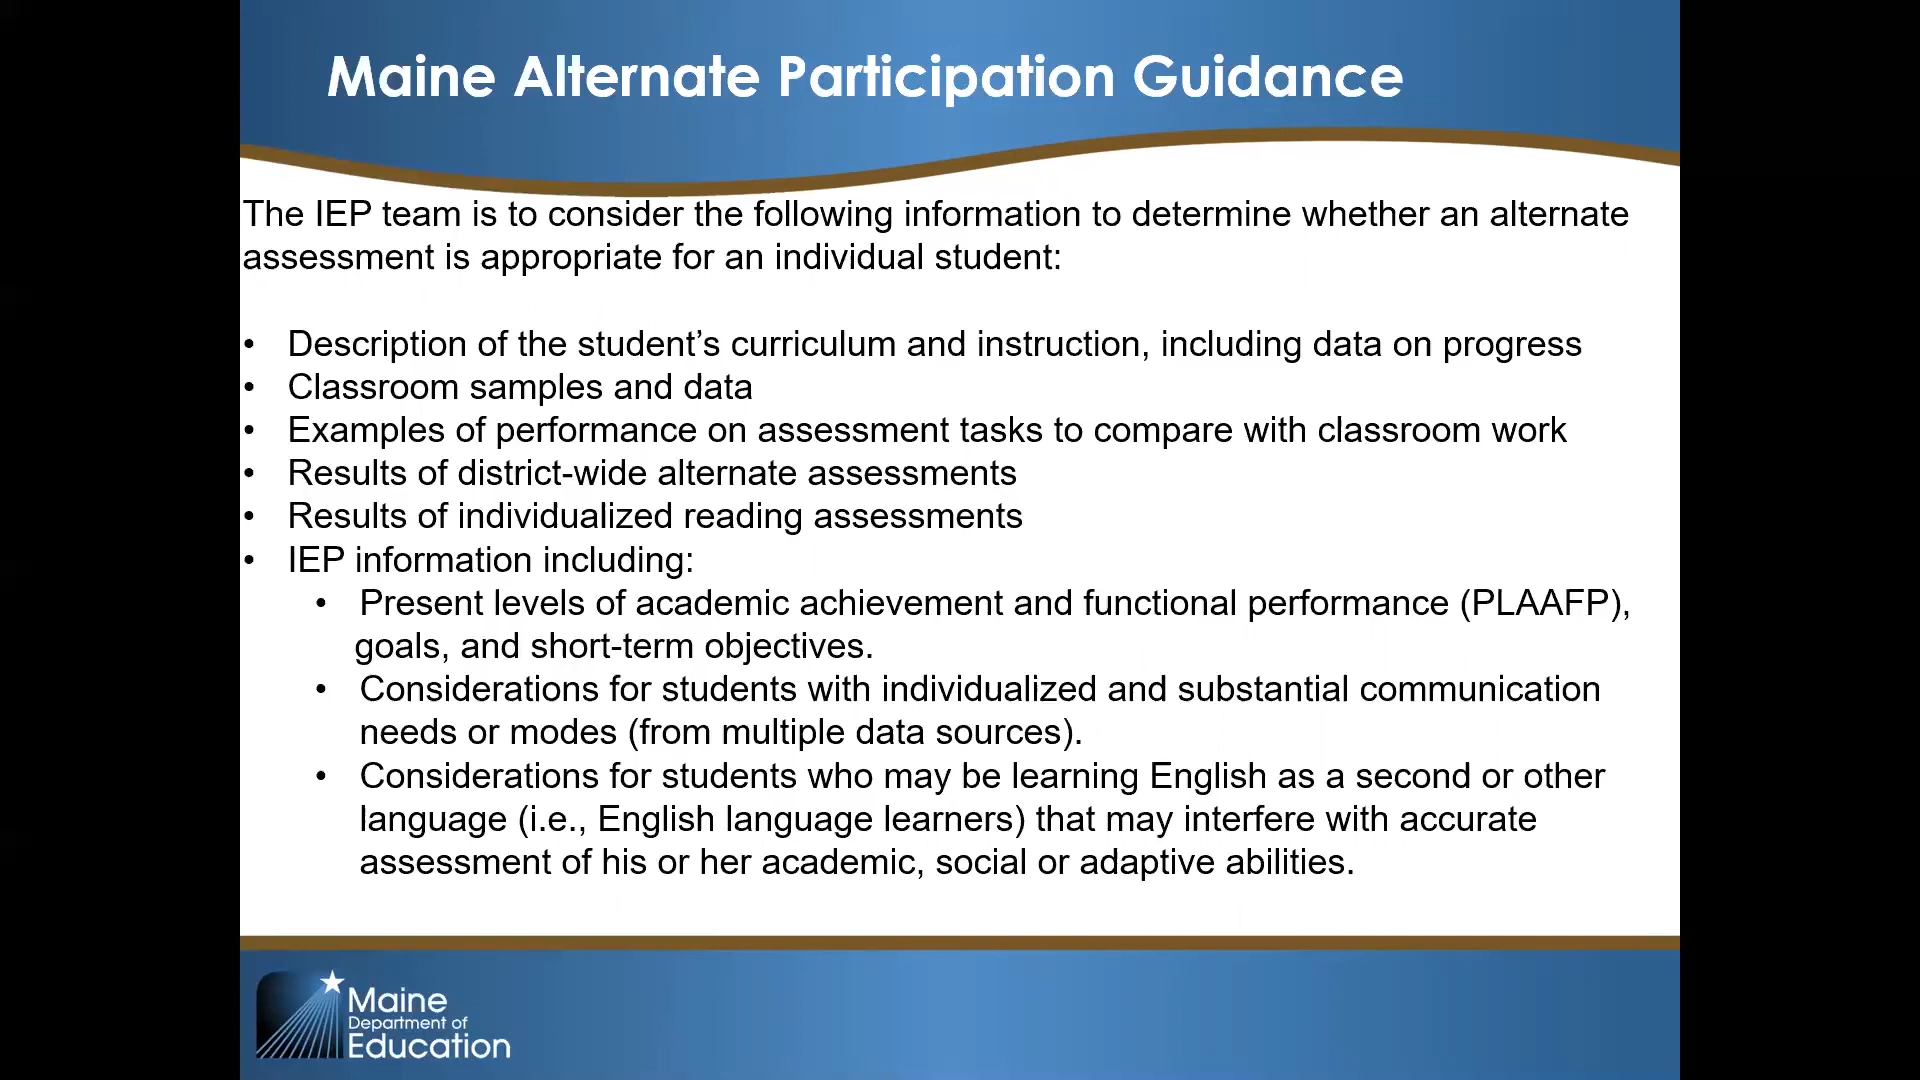 Maine Alternate Participation Guidance
The IEP team is to consider the following information to determine whether an alternate
assessment is appropriate for an individual student:
• Description of the student’s curriculum and instruction, including data on progress
• Classroom samples and data
• Examples of performance on assessment tasks to compare with classroom work
• Results of district-wide alternate assessments
• Results of individualized reading assessments
• IEP information including:
• Present levels of academic achievement and functional performance (PLAAFP),
goals, and short-term objectives.
• Considerations for students with individualized and substantial communication
needs or modes (from multiple data sources).
• Considerations for students who may be learning English as a second or other
language (i.e., English language learners) that may interfere with accurate
assessment of his or her academic, social or adaptive abilities.
Maine
Department of
Education